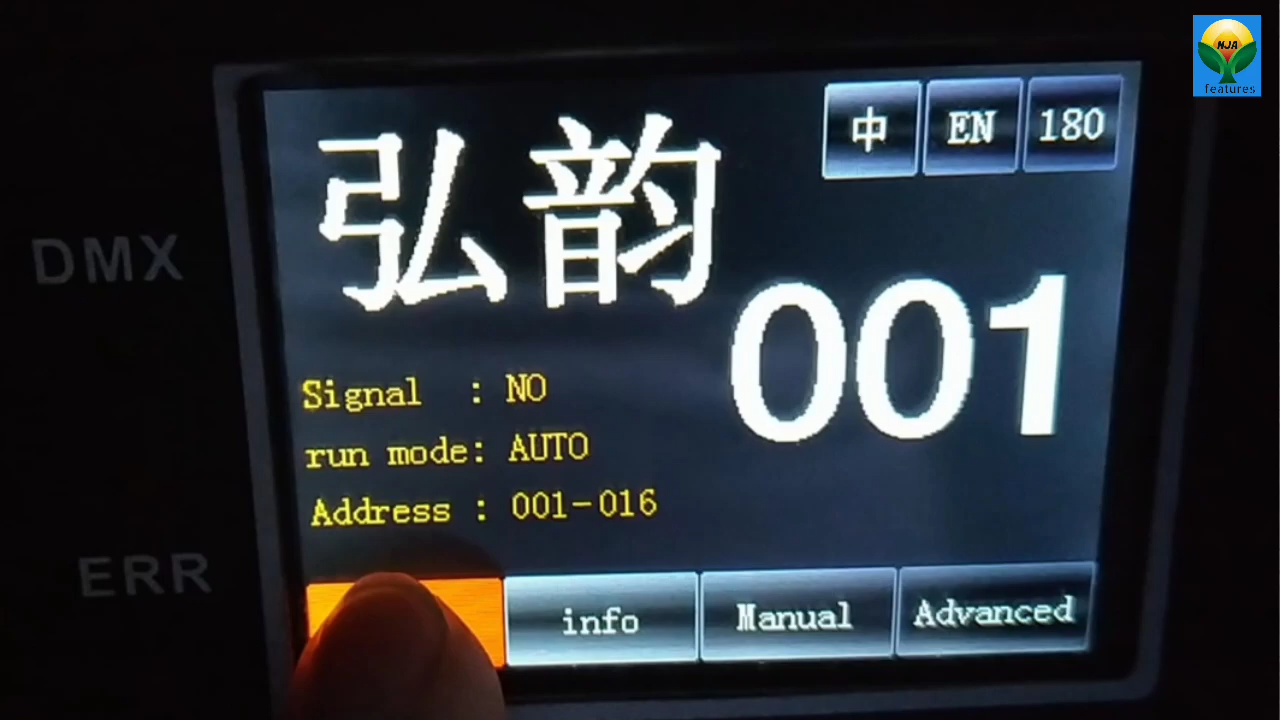 NJA
features
中 EN 180
弘韵
001
DMX
Signal : NO
run mode: AUTO
Address : 001-016
ERR
info Manual Advanced